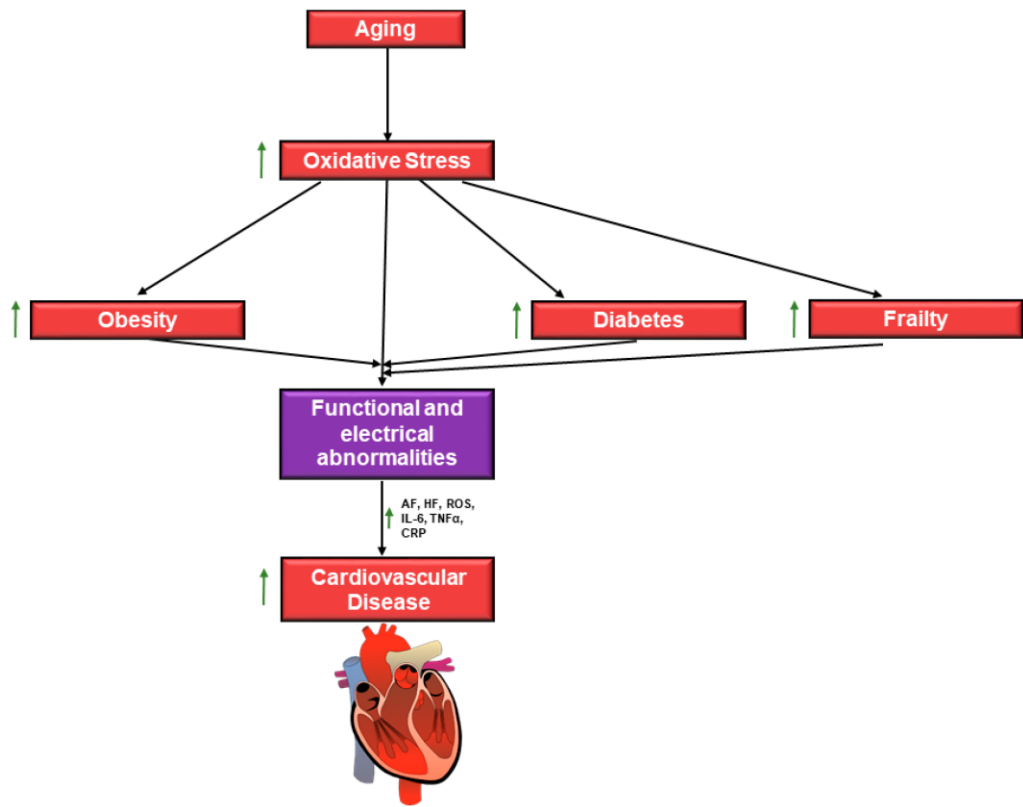 Aging
Oxidative Stress
Obesity
Diabetes
Frailty
Functional and
electrical
abnormalities
AF, HF, ROS,
IL-6, TNFα,
CRP
Cardiovascular
Disease